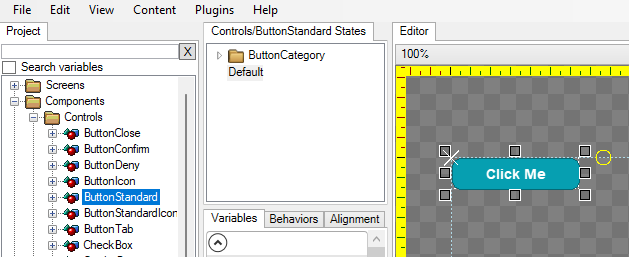 File Edit View Content Plugins Help
Project
X
Search variables
Screens
Components
Controls
ButtonClose
ButtonConfirm
ButtonDeny
ButtonIcon
ButtonStandard
ButtonStandardIcon
ButtonTab
CheckBox
Controls/ButtonStandard States
ButtonCategory
Default
Variables Behaviors Alignment
Editor
100%
Click Me